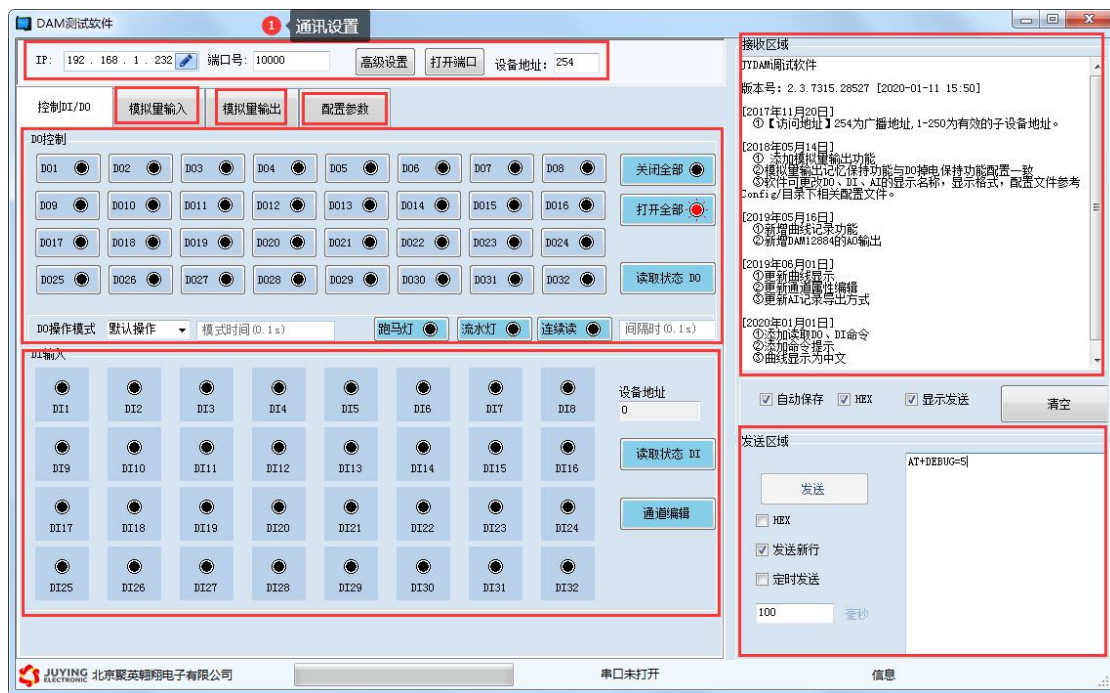 DAM测试软件
1 通讯设置
IP: 192 . 168 . 1 . 232 端口号: 10000 高级设置 打开端口 设备地址: 254
控制DI/DO 模拟量输入 模拟量输出 配置参数
DO控制
DO1 DO2 DO3 DO4 DO5 DO6 DO7 DO8 关闭全部
DO9 DO10 DO11 DO12 DO13 DO14 DO15 DO16 打开全部
DO17 DO18 DO19 DO20 DO21 DO22 DO23 DO24
DO25 DO26 DO27 DO28 DO29 DO30 DO31 DO32 读取状态 DO
DO操作模式 默认操作 模式时间(0.1s) 跑马灯 流水灯 连续读 间隔时(0.1s)
DI输入
DI1 DI2 DI3 DI4 DI5 DI6 DI7 DI8
设备地址
0
DI9 DI10 DI11 DI12 DI13 DI14 DI15 DI16 读取状态 DI
DI17 DI18 DI19 DI20 DI21 DI22 DI23 DI24 通道编辑
DI25 DI26 DI27 DI28 DI29 DI30 DI31 DI32
接收区域
JYDAM调试软件
版本号: 2.3.7315.28527 [2020-01-11 15:50]
[2017年11月20日]
①【访问地址】254为广播地址,1-250为有效的子设备地址。
[2018年05月14日]
① 添加模拟量输出功能
②模拟量输出记忆保持功能与DO掉电保持功能配置一致
③软件可更改DO、DI、AI的显示名称，显示格式，配置文件参考
Config/目录下相关配置文件。
[2019年05月16日]
①新增曲线记录功能
②新增DAM12884的AO输出
[2019年06月01日]
①更新曲线显示
②更新通道属性编辑
③更新AI记录导出方式
[2020年01月01日]
①添加读取DO、DI命令
②添加命令提示
③曲线显示为中文
自动保存 HEX 显示发送 清空
发送区域
AT+DEBUG=5
发送
HEX
发送新行
定时发送
100 毫秒
JUYING ELECTRONIC 北京聚英翱翔电子有限公司 串口未打开 信息